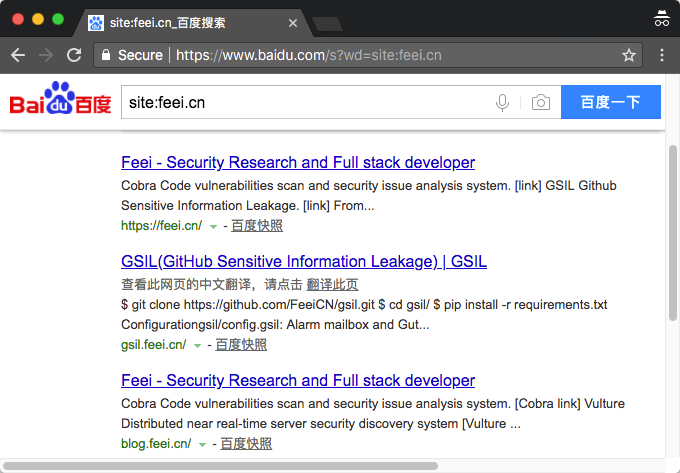 site:feei.cn_百度搜索
Secure https://www.baidu.com/s?wd=site:feei.cn
Bai du 百度 site:feei.cn 百度一下
Feei - Security Research and Full stack developer
Cobra Code vulnerabilities scan and security issue analysis system. [link] GSIL Github
Sensitive Information Leakage. [link] From...
https://feei.cn/ - 百度快照
GSIL(GitHub Sensitive Information Leakage) | GSIL
查看此网页的中文翻译，请点击 翻译此页
$ git clone https://github.com/FeeiCN/gsil.git $ cd gsil/ $ pip install -r requirements.txt
Configurationgsil/config.gsil: Alarm mailbox and Gut...
gsil.feei.cn/ - 百度快照
Feei - Security Research and Full stack developer
Cobra Code vulnerabilities scan and security issue analysis system. [Cobra link] Vulture
Distributed near real-time server security discovery system [Vulture ...
blog.feei.cn/ - 百度快照